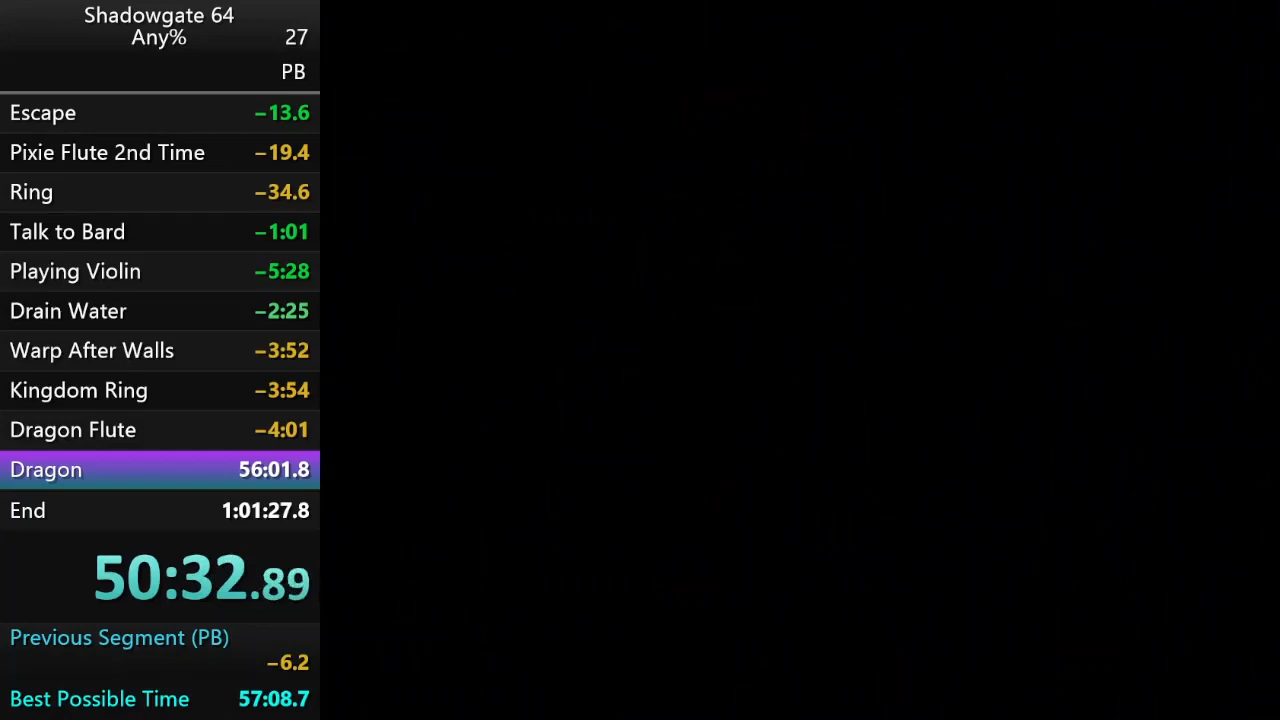 Shadowgate 64
Any% 27
PB
Escape −13.6
Pixie Flute 2nd Time −19.4
Ring −34.6
Talk to Bard −1:01
Playing Violin −5:28
Drain Water −2:25
Warp After Walls −3:52
Kingdom Ring −3:54
Dragon Flute −4:01
Dragon 56:01.8
End 1:01:27.8
50:32.89
Previous Segment (PB)
−6.2
Best Possible Time 57:08.7